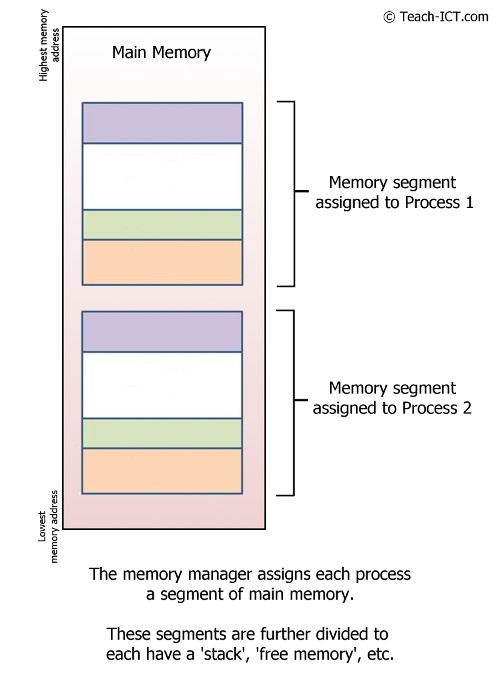 © Teach-ICT.com
Highest memory
address
Main Memory
Memory segment
assigned to Process 1
Memory segment
assigned to Process 2
Lowest
memory address
The memory manager assigns each process
a segment of main memory.
These segments are further divided to
each have a 'stack', 'free memory', etc.